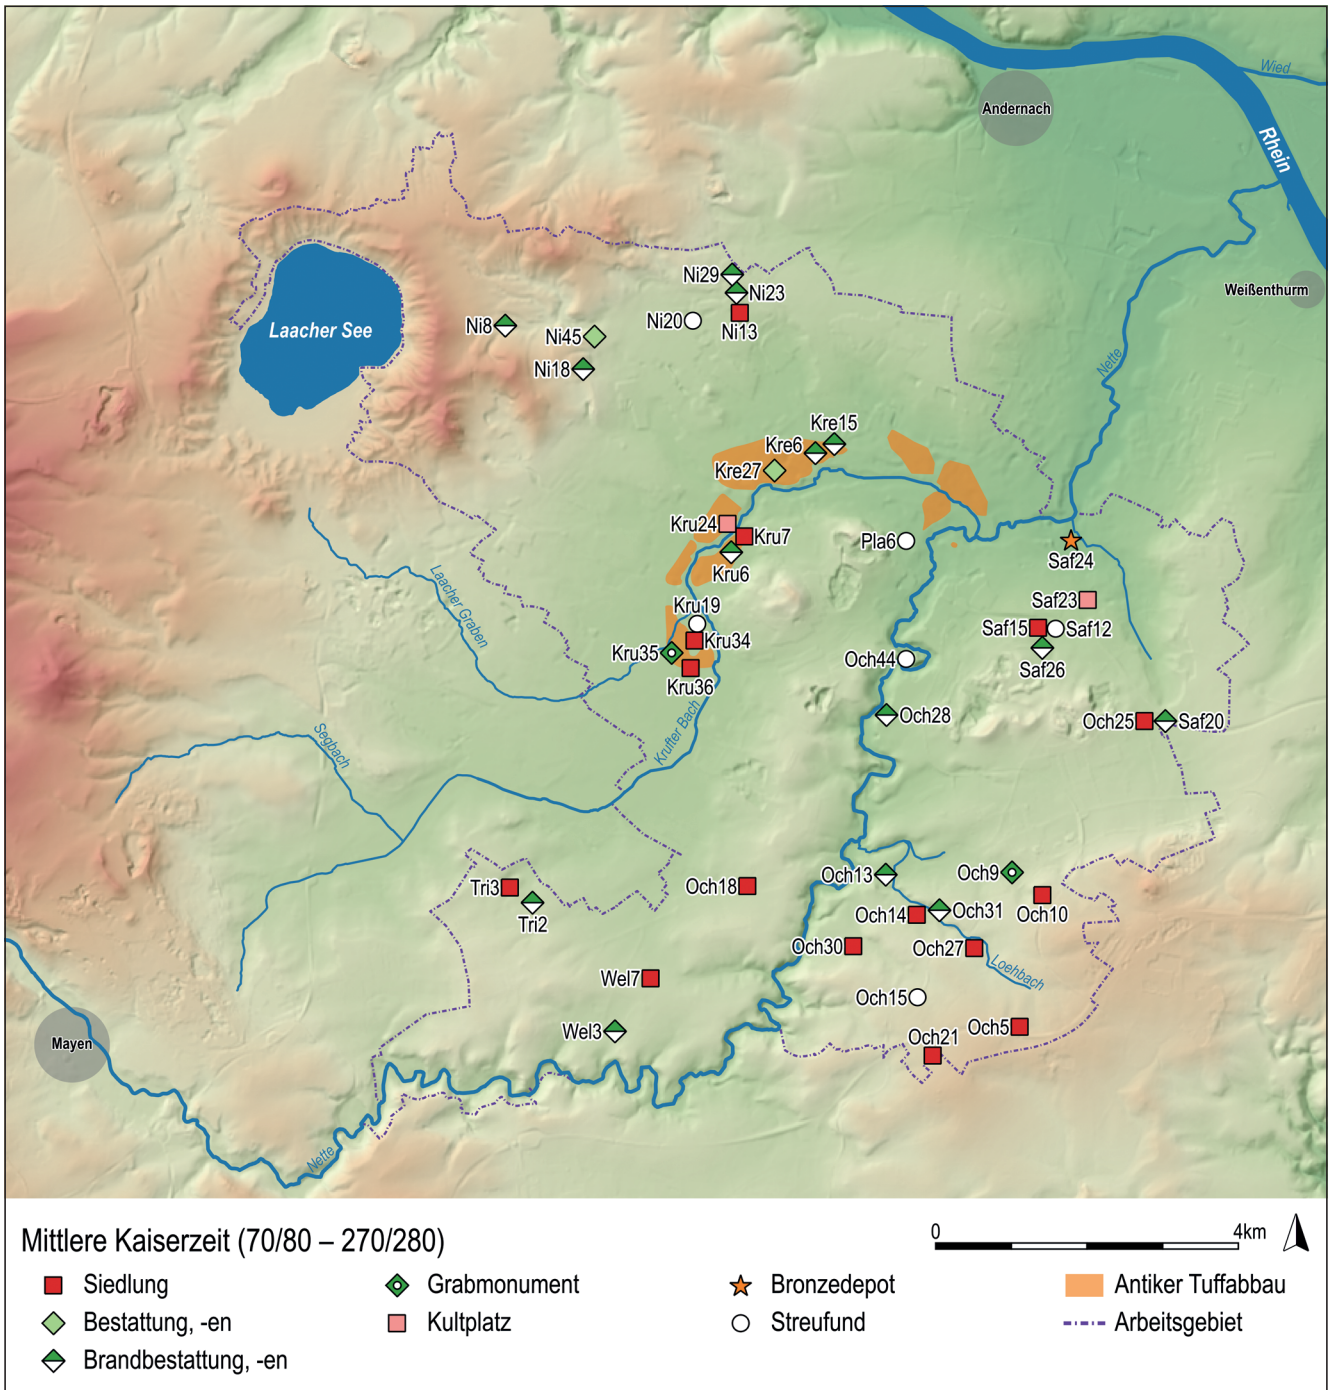 Wied
Andernach
Rhein
Ni29
Ni23
Weißenthurm
Ni20
Ni13
Laacher See
Ni8
Ni45
Nette
Ni18
Kre15
Kre6
Kre27
Kru24
Kru7
Pla6
Saf24
Kru6
Laacher Graben
Saf23
Kru19
Saf15
Saf12
Kru34
Kru35
Och44
Saf26
Kru36
Och28
Och25
Saf20
Krufter Bach
Segbach
Och13
Och9
Tri3
Och18
Och31
Och14
Och10
Tri2
Och30
Och27
Loehbach
Wel7
Och15
Wel3
Och5
Och21
Mayen
Nette
Mittlere Kaiserzeit (70/80 – 270/280)
0 4km
Siedlung
Grabmonument
Bronzedepot
Antiker Tuffabbau
Bestattung, -en
Kultplatz
Streufund
Arbeitsgebiet
Brandbestattung, -en